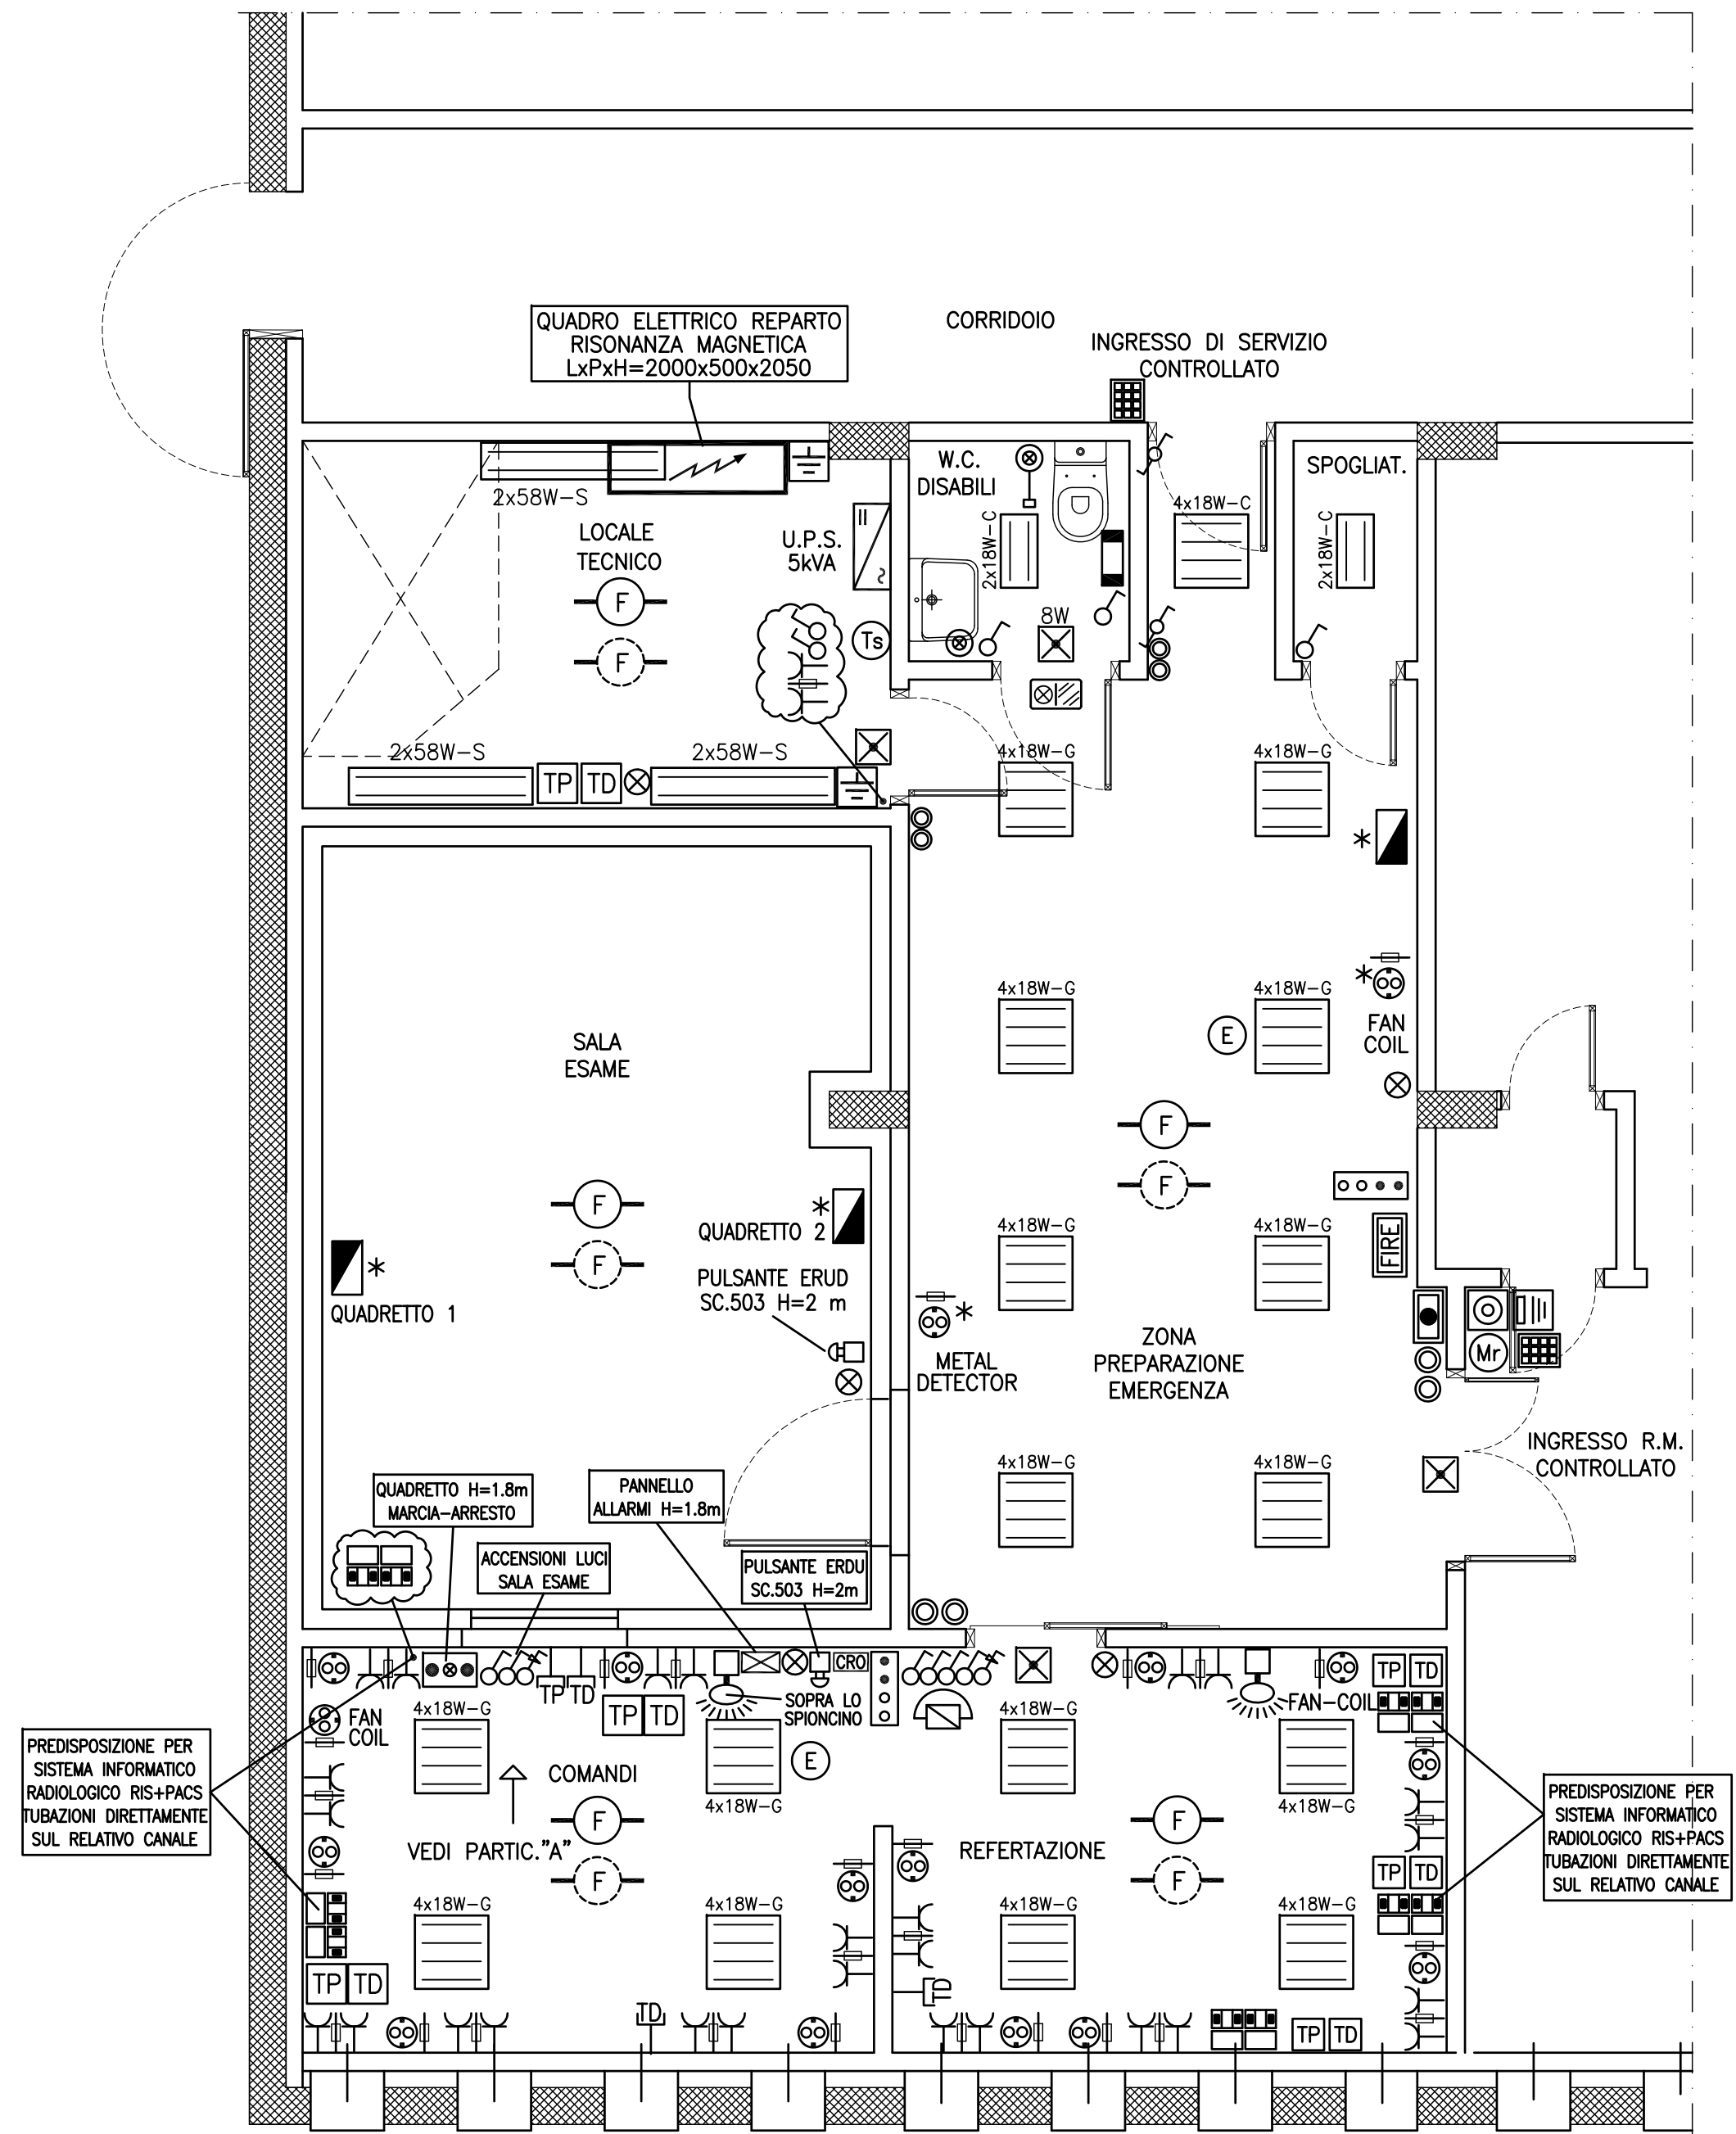 QUADRO ELETTRICO REPARTO
RISONANZA MAGNETICA
LxPxH=2000x500x2050
CORRIDOIO
INGRESSO DI SERVIZIO
CONTROLLATO
2x58W-S
LOCALE
TECNICO
F
F
U.P.S.
5kVA
Ts
W.C.
DISABILI
2x18W-C
8W
4x18W-C
SPOGLIAT.
2x18W-C
2x58W-S
TP
TD
2x58W-S
4x18W-G
4x18W-G
*
4x18W-G
4x18W-G
E
*
FAN
COIL
SALA
ESAME
F
F
F
F
*
QUADRETTO 2
*
QUADRETTO 1
PULSANTE ERUD
SC.503 H=2 m
4x18W-G
4x18W-G
FIRE
*
METAL
DETECTOR
ZONA
PREPARAZIONE
EMERGENZA
Mr
INGRESSO R.M.
CONTROLLATO
4x18W-G
4x18W-G
QUADRETTO H=1.8m
MARCIA-ARRESTO
PANNELLO
ALLARMI H=1.8m
ACCENSIONI LUCI
SALA ESAME
PULSANTE ERDU
SC.503 H=2m
CRO
TP
TD
TP
TD
SOPRA LO
SPIONCINO
FAN
COIL
4x18W-G
4x18W-G
4x18W-G
4x18W-G
FAN-COIL
TP
TD
PREDISPOSIZIONE PER
SISTEMA INFORMATICO
RADIOLOGICO RIS+PACS
TUBAZIONI DIRETTAMENTE
SUL RELATIVO CANALE
COMANDI
E
F
F
VEDI PARTIC."A"
REFERTAZIONE
F
F
4x18W-G
4x18W-G
PREDISPOSIZIONE PER
SISTEMA INFORMATICO
RADIOLOGICO RIS+PACS
TUBAZIONI DIRETTAMENTE
SUL RELATIVO CANALE
TP
TD
4x18W-G
4x18W-G
TP
TD
TD
TD
TP
TD